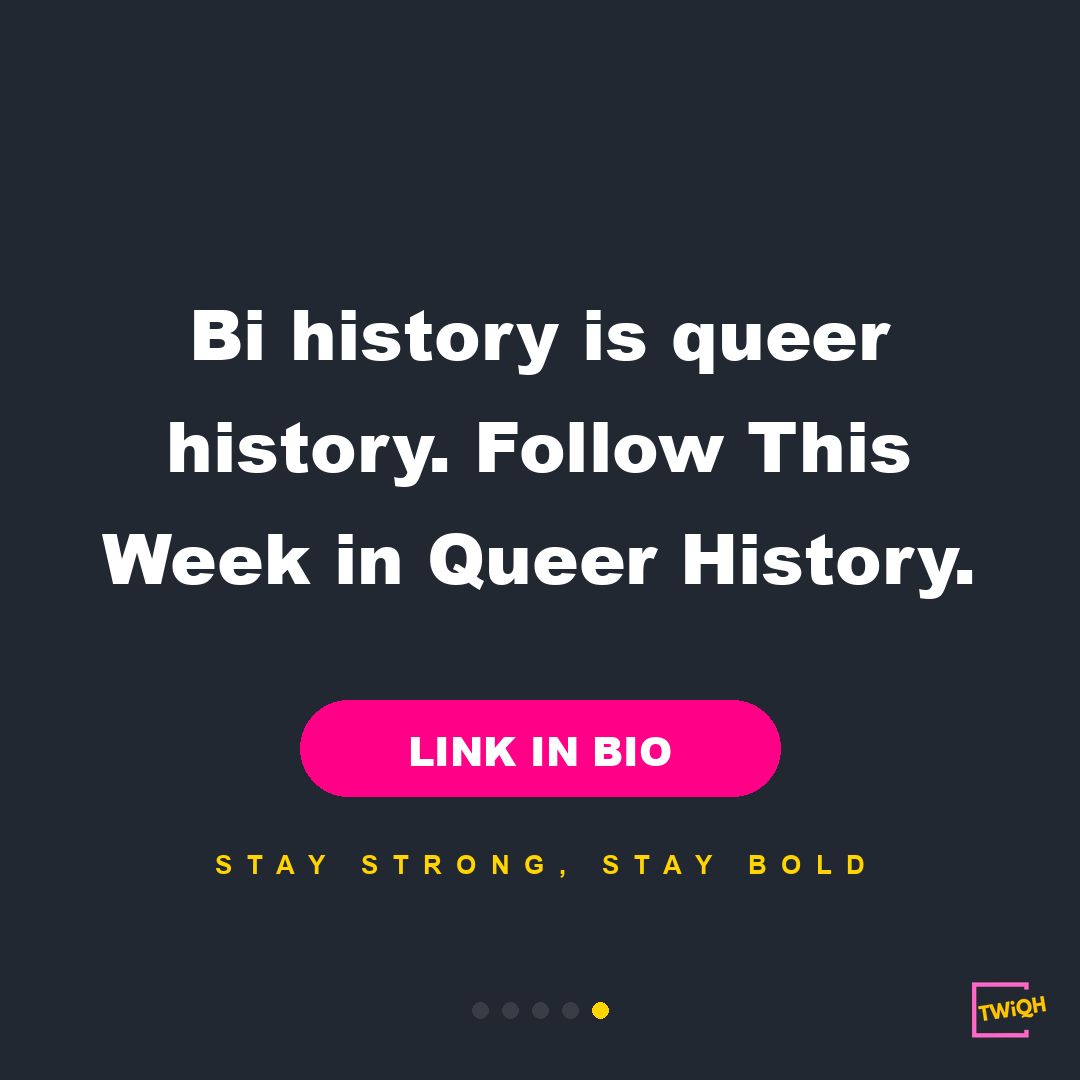 Bi history is queer
history. Follow This
Week in Queer History.
LINK IN BIO
STAY STRONG, STAY BOLD
TWiQH